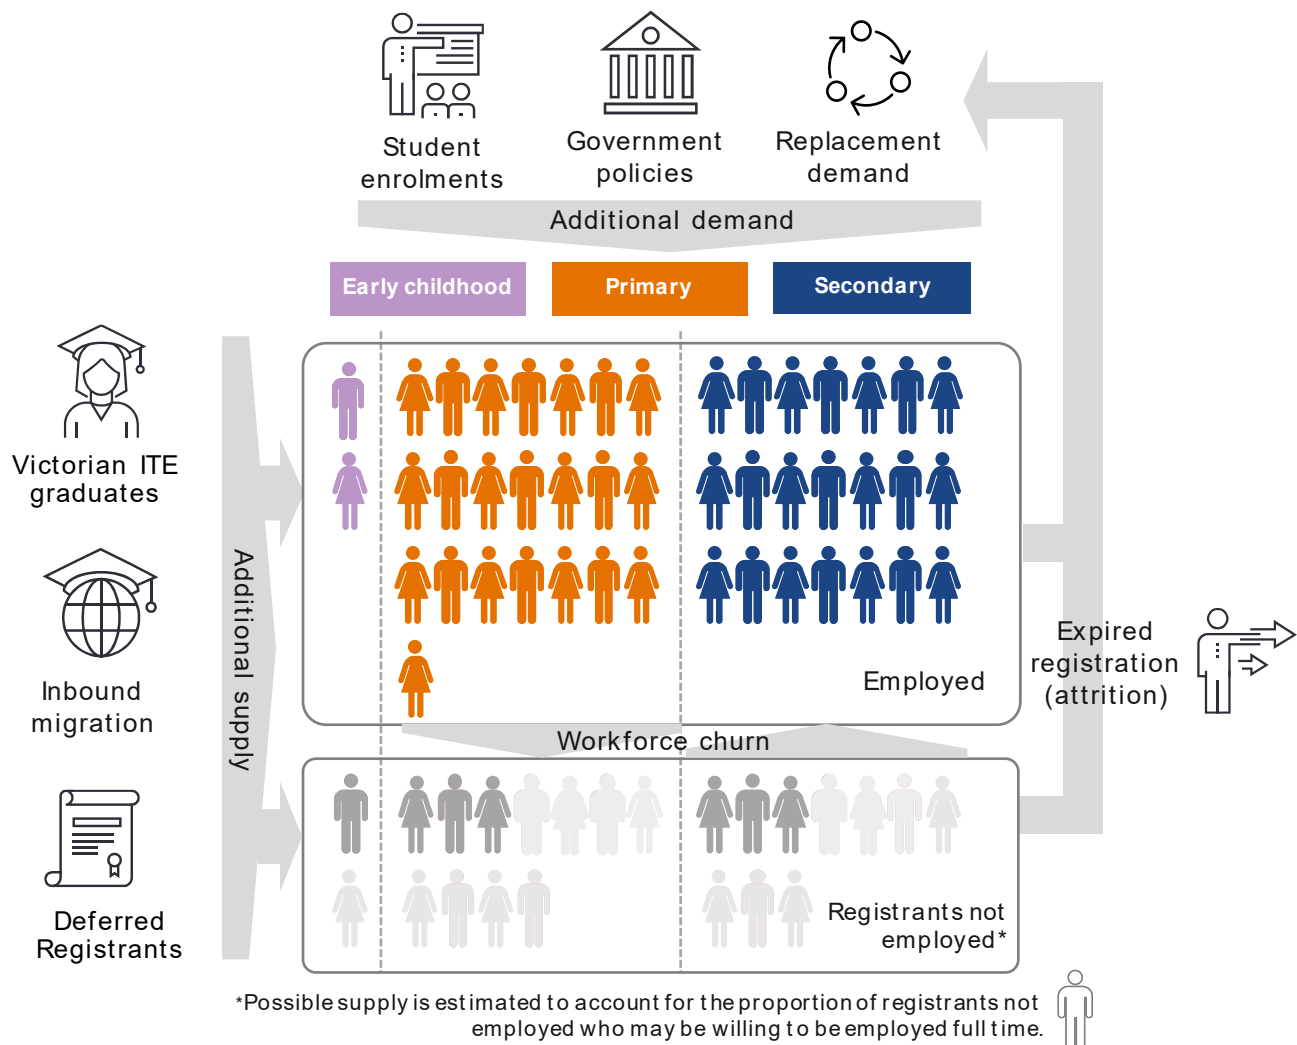 Student
enrolments
Government
policies
Replacement
demand
Additional demand
Early childhood
Primary
Secondary
Victorian ITE
graduates
Inbound
migration
Deferred
Registrants
Additional supply
Employed
Expired
registration
(attrition)
Workforce churn
Registrants not
employed*
*Possible supply is estimated to account for the proportion of registrants not
employed who may be willing to be employed full time.